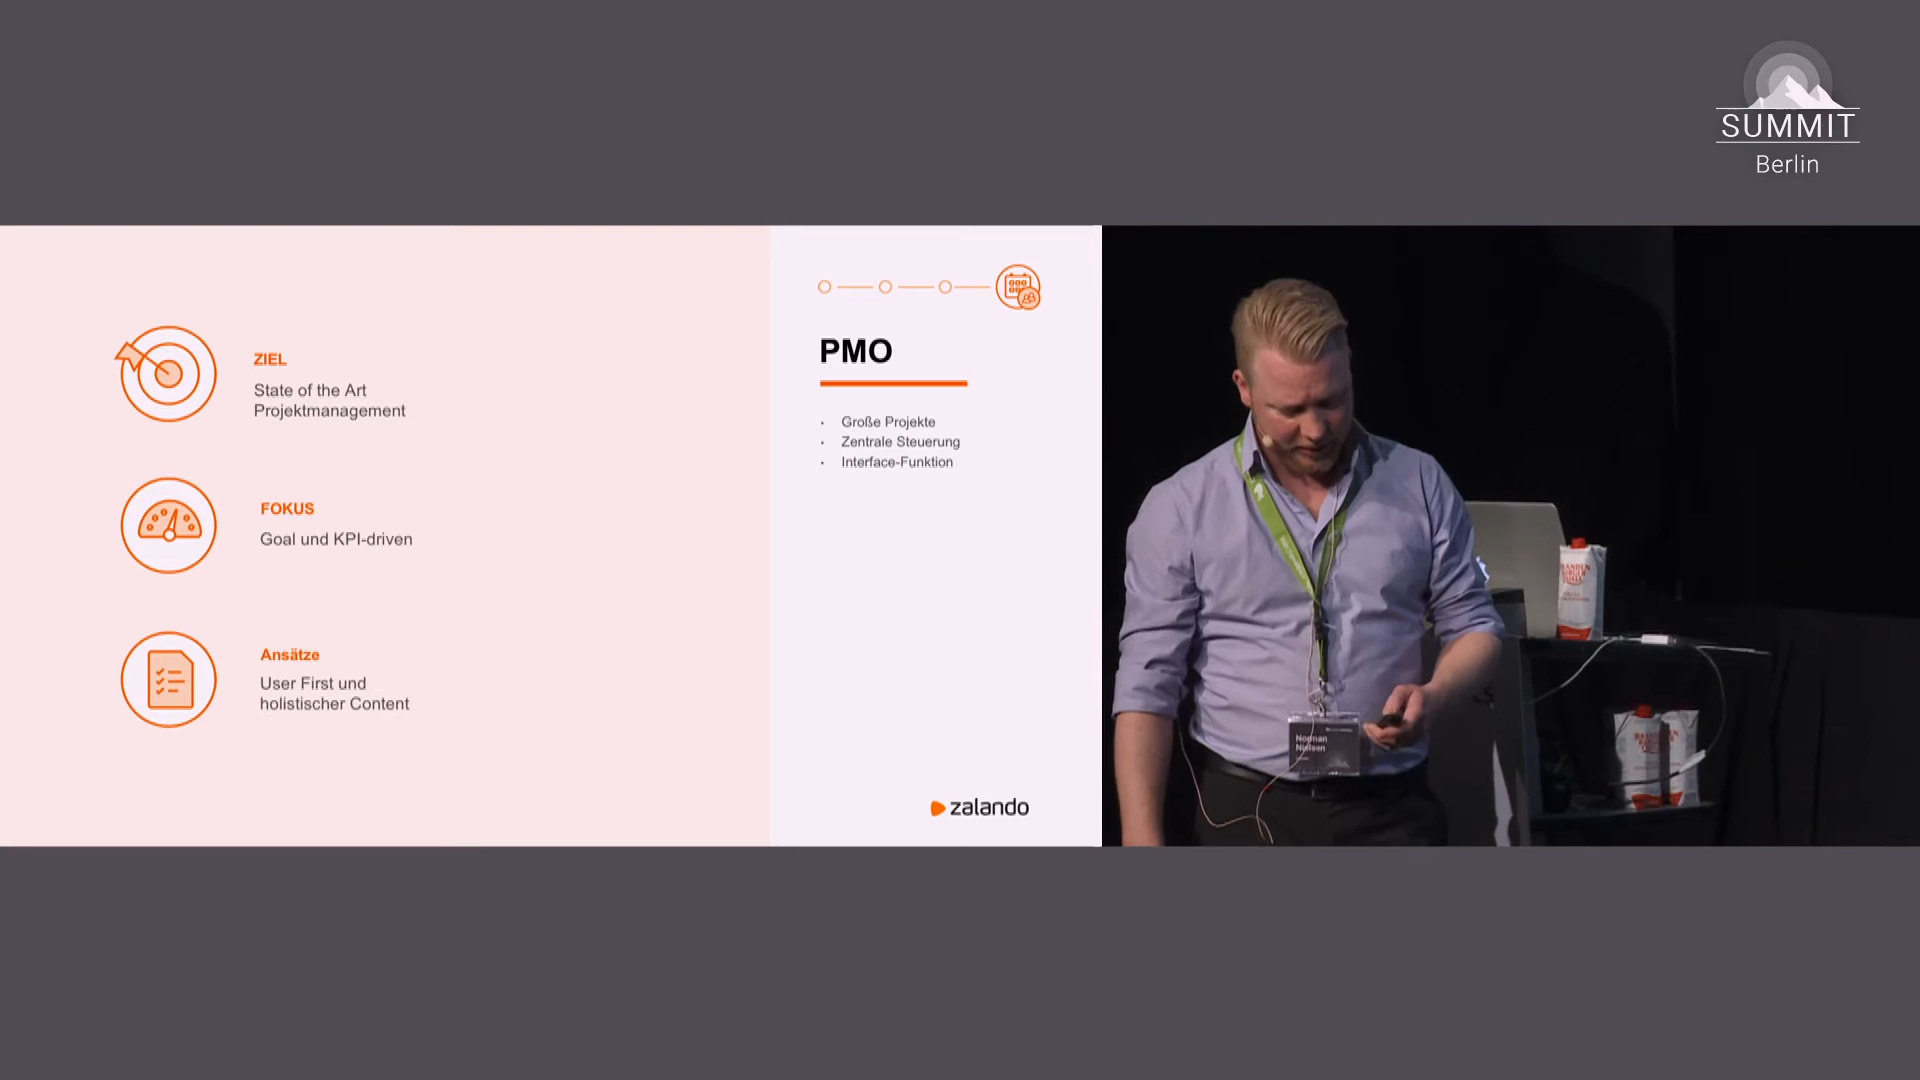 SUMMIT
Berlin
ZIEL
State of the Art
Projektmanagement
FOKUS
Goal und KPI-driven
Ansätze
User First und
holistischer Content
PMO
• Große Projekte
• Zentrale Steuerung
• Interface-Funktion
zalando
Norman
Nielsen